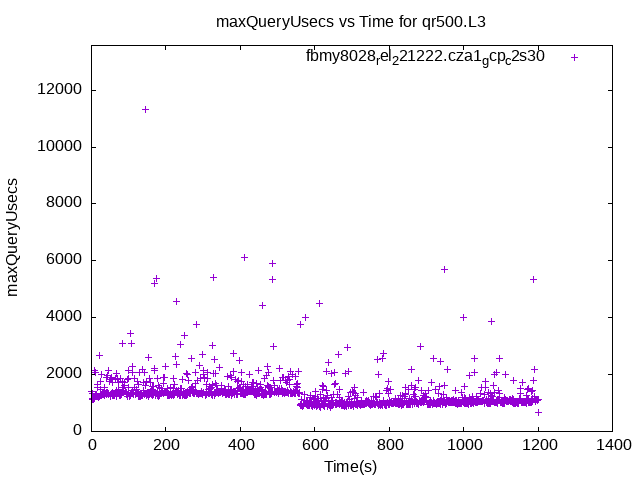 maxQueryUsecs vs Time for qr500.L3
fbmy8028rel221222.cza1gcpc2s30
12000
10000
8000
6000
4000
2000
0
maxQueryUsecs
0 200 400 600 800 1000 1200 1400
Time(s)